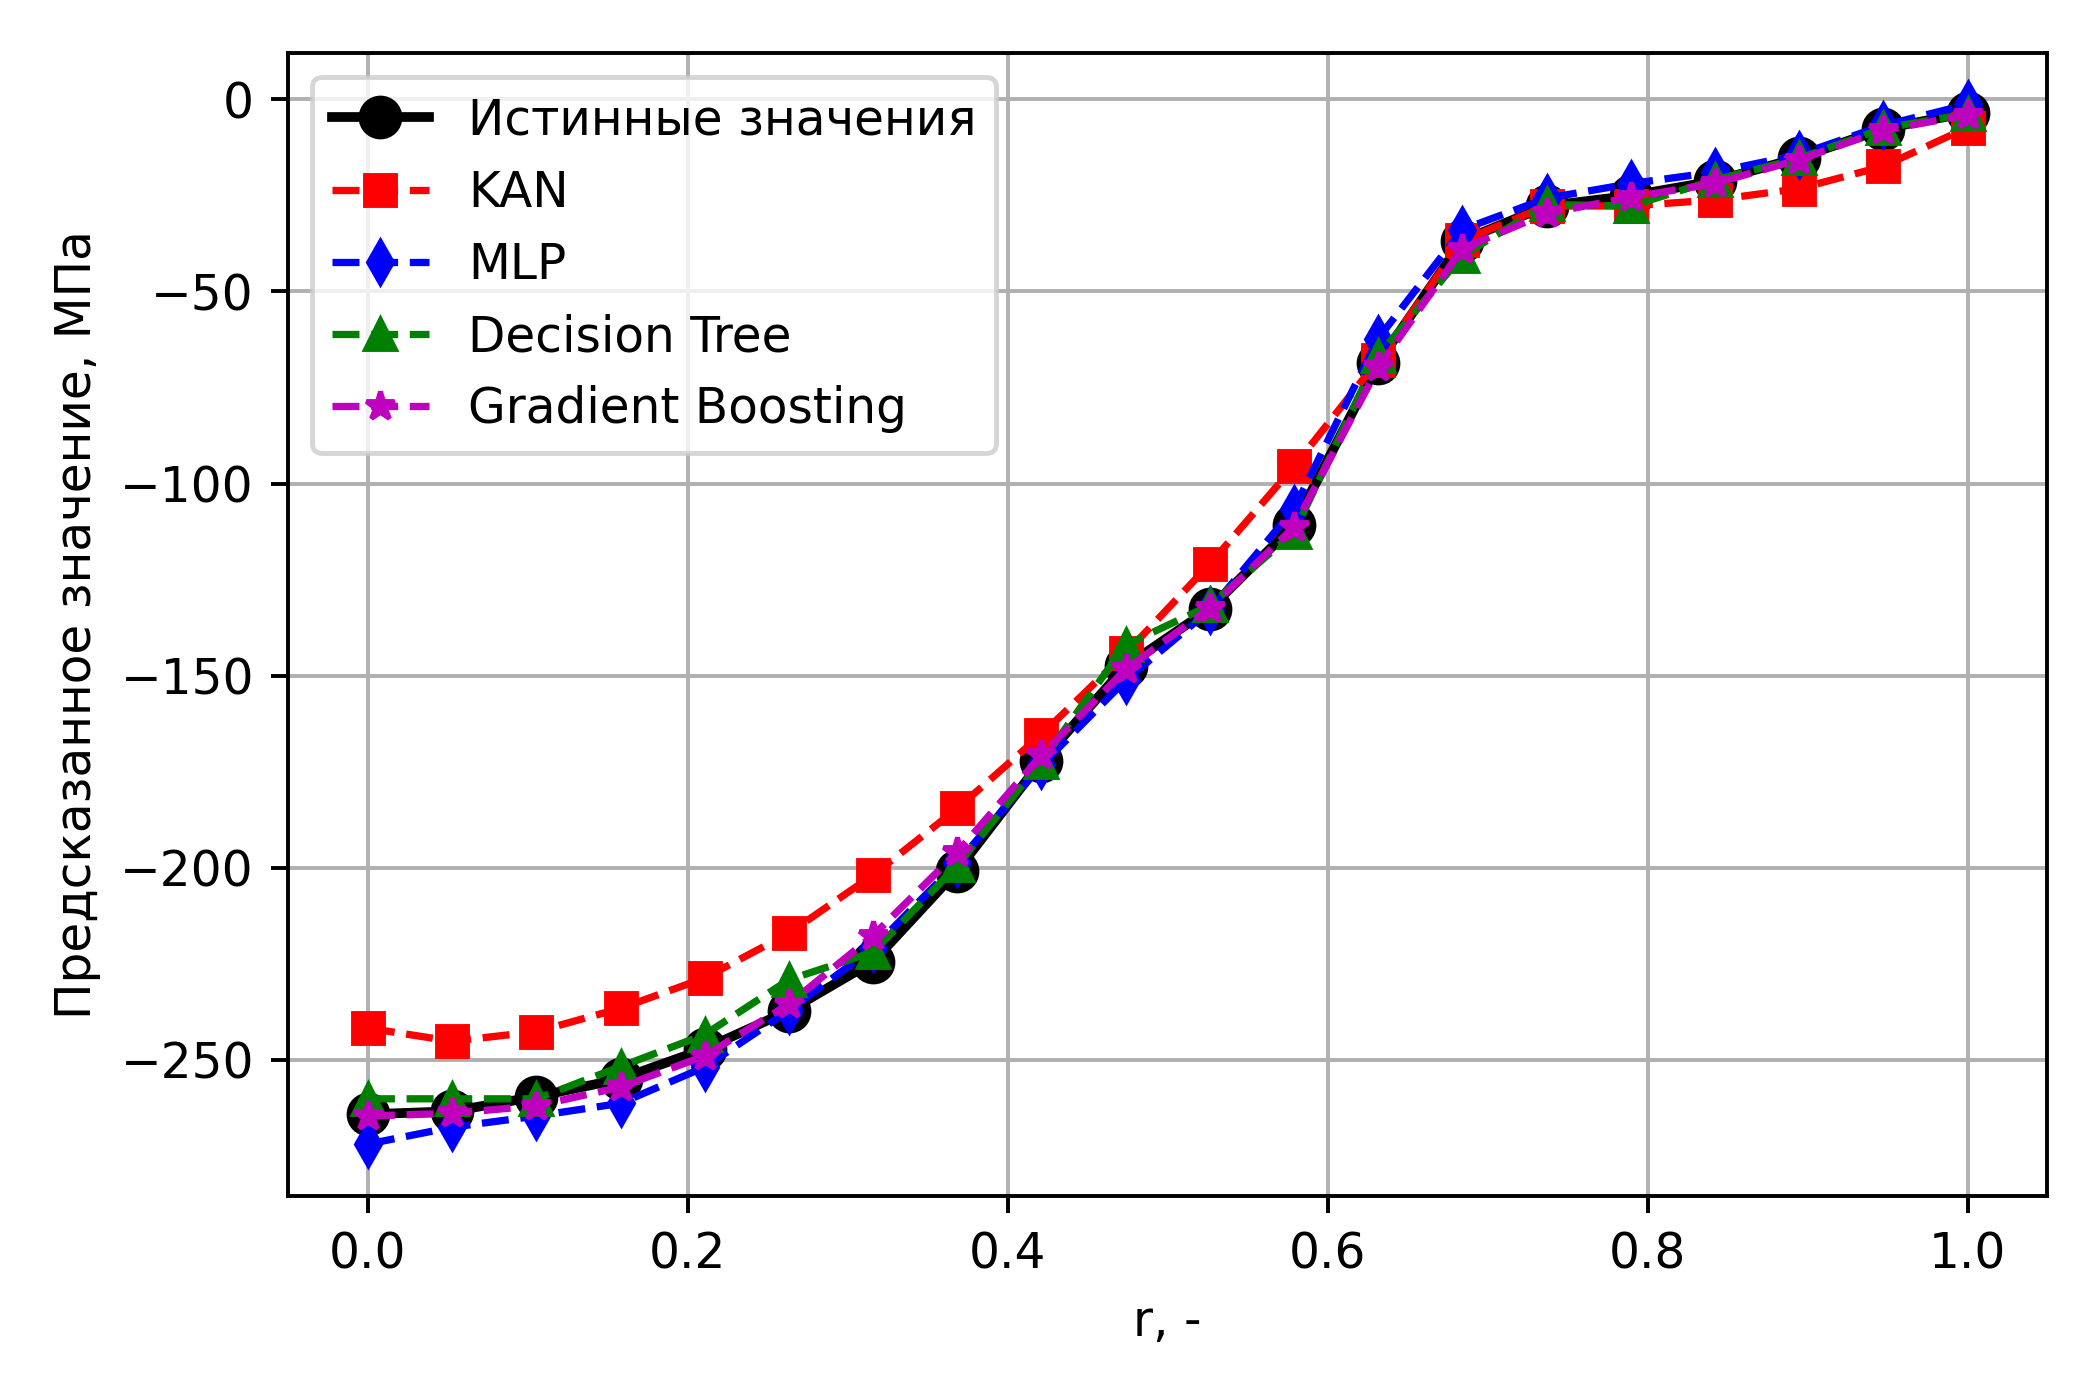 Истинные значения
KAN
MLP
Decision Tree
Gradient Boosting
Предсказанное значение, МПа
0
−50
−100
−150
−200
−250
0.0 0.2 0.4 0.6 0.8 1.0
r, -